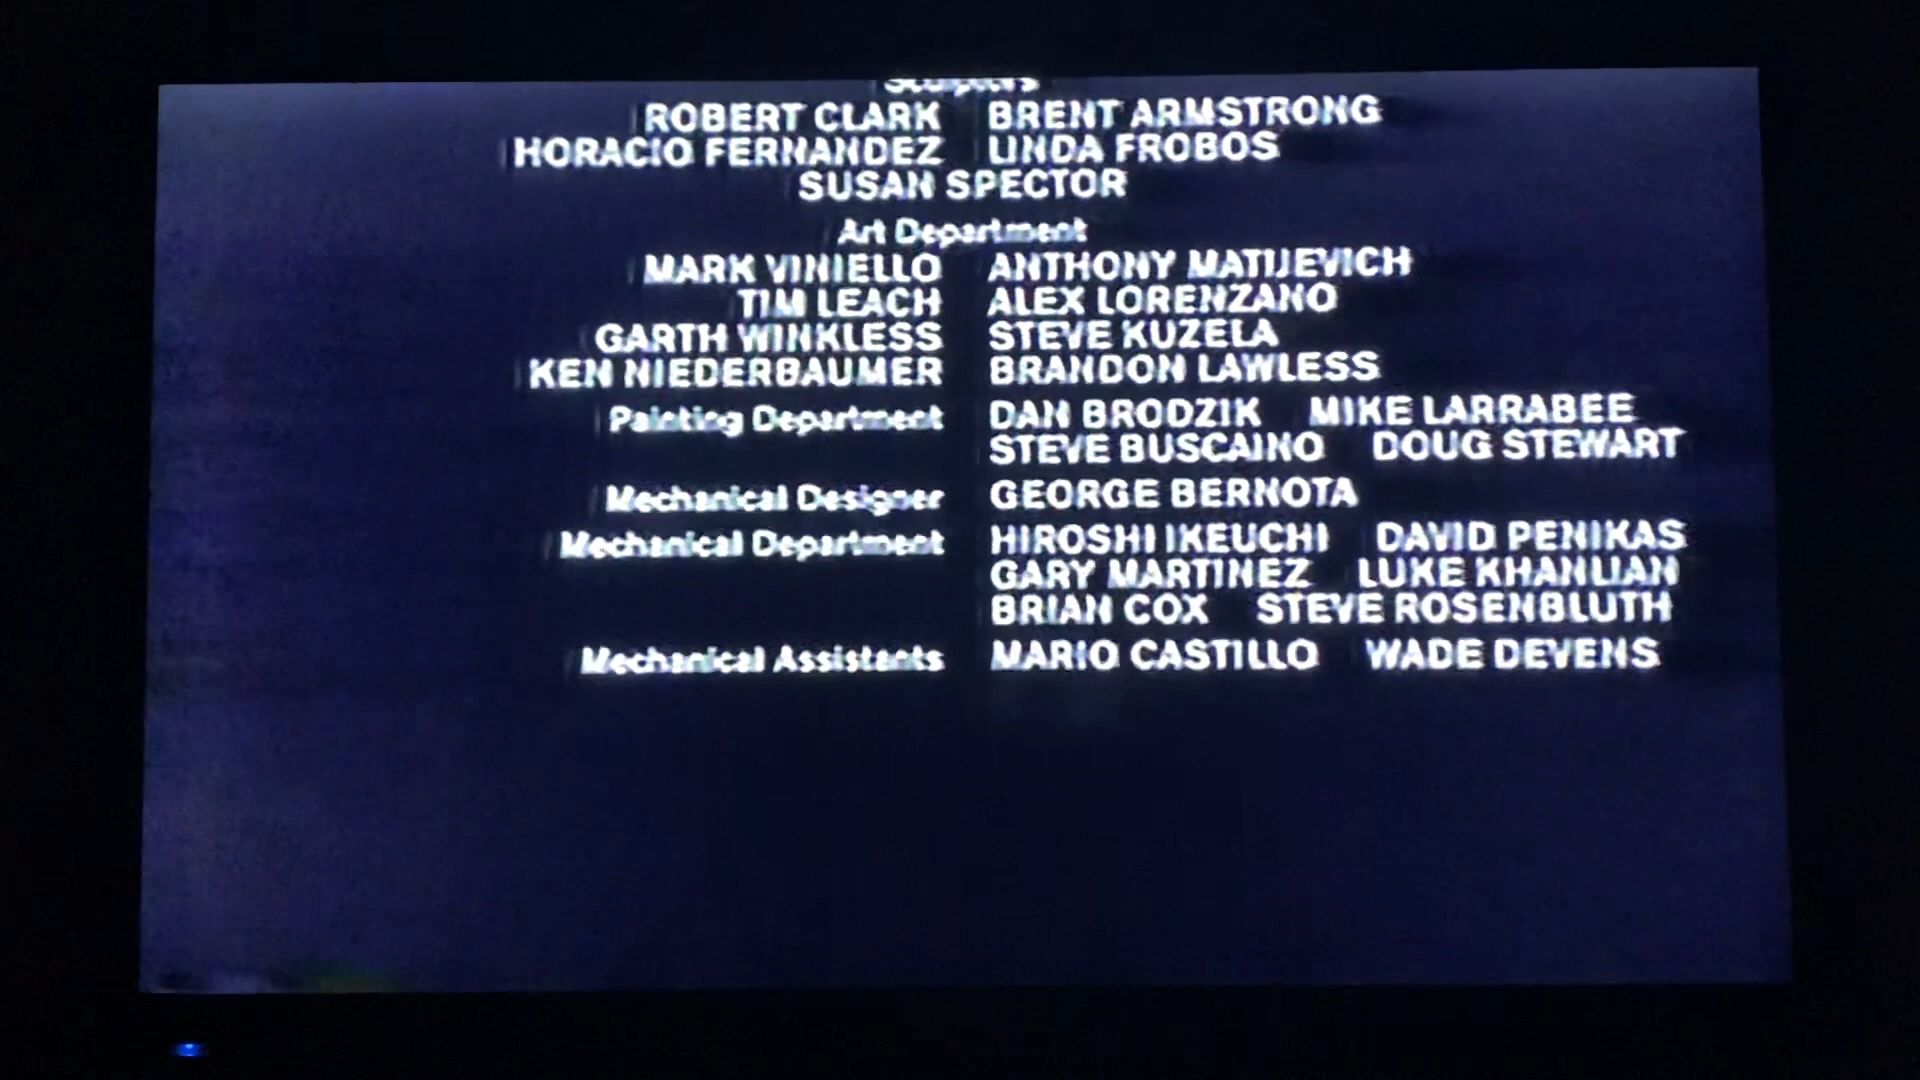 Sculptors
ROBERT CLARK BRENT ARMSTRONG
HORACIO FERNANDEZ LINDA FROBOS
SUSAN SPECTOR
Art Department
MARK VINIELLO ANTHONY MATIJEVICH
TIM LEACH ALEX LORENZANO
GARTH WINKLESS STEVE KUZELA
KEN NIEDERBAUMER BRANDON LAWLESS
Painting Department DAN BRODZIK MIKE LARRABEE
STEVE BUSCAINO DOUG STEWART
Mechanical Designer GEORGE BERNOTA
Mechanical Department HIROSHI IKEUCHI DAVID PENIKAS
GARY MARTINEZ LUKE KHANLIAN
BRIAN COX STEVE ROSENBLUTH
Mechanical Assistants MARIO CASTILLO WADE DEVENS